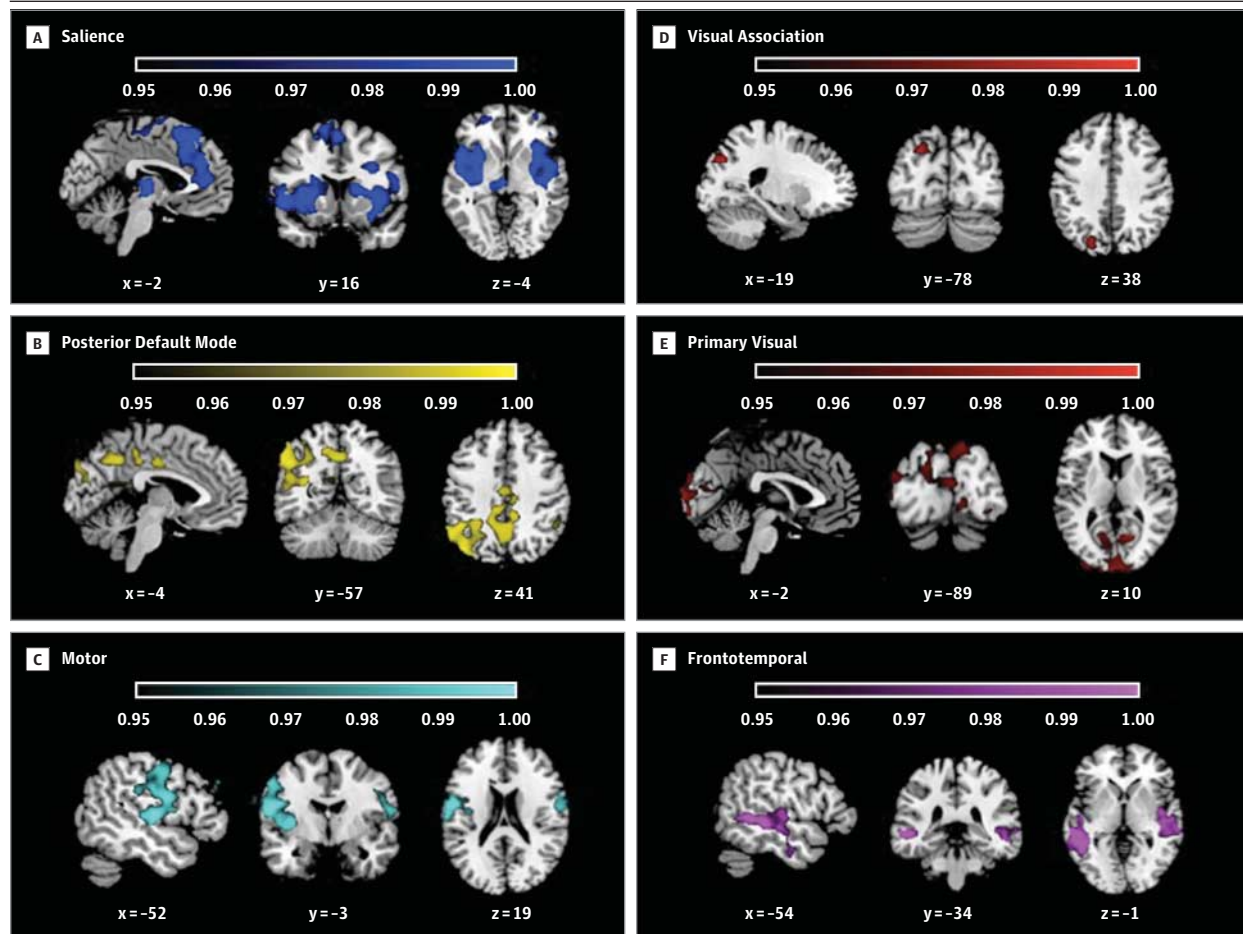 A Salience
0.95 0.96 0.97 0.98 0.99 1.00
x = –2 y = 16 z = –4
B Posterior Default Mode
0.95 0.96 0.97 0.98 0.99 1.00
x = –4 y = –57 z = 41
C Motor
0.95 0.96 0.97 0.98 0.99 1.00
x = –52 y = –3 z = 19
D Visual Association
0.95 0.96 0.97 0.98 0.99 1.00
x = –19 y = –78 z = 38
E Primary Visual
0.95 0.96 0.97 0.98 0.99 1.00
x = –2 y = –89 z = 10
F Frontotemporal
0.95 0.96 0.97 0.98 0.99 1.00
x = –54 y = –34 z = –1